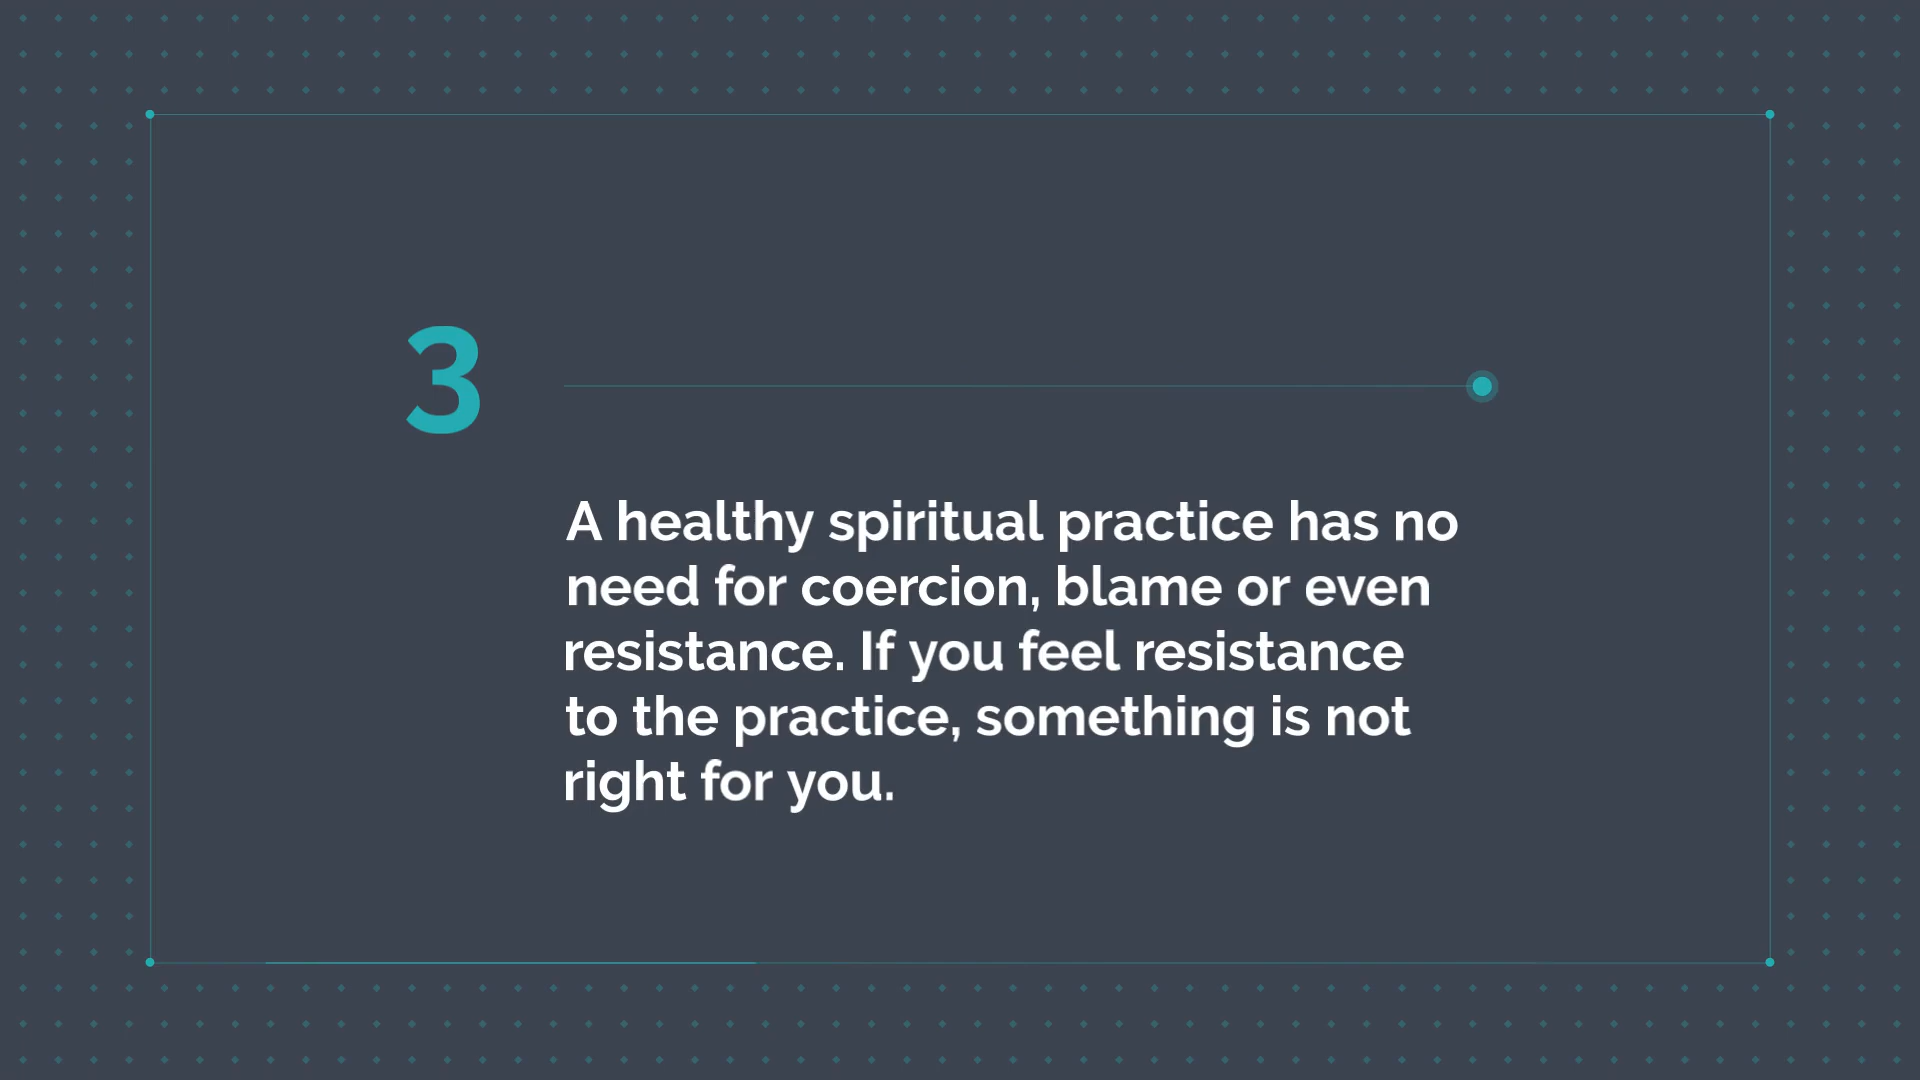 3
A healthy spiritual practice has no
need for coercion, blame or even
resistance. If you feel resistance
to the practice, something is not
right for you.